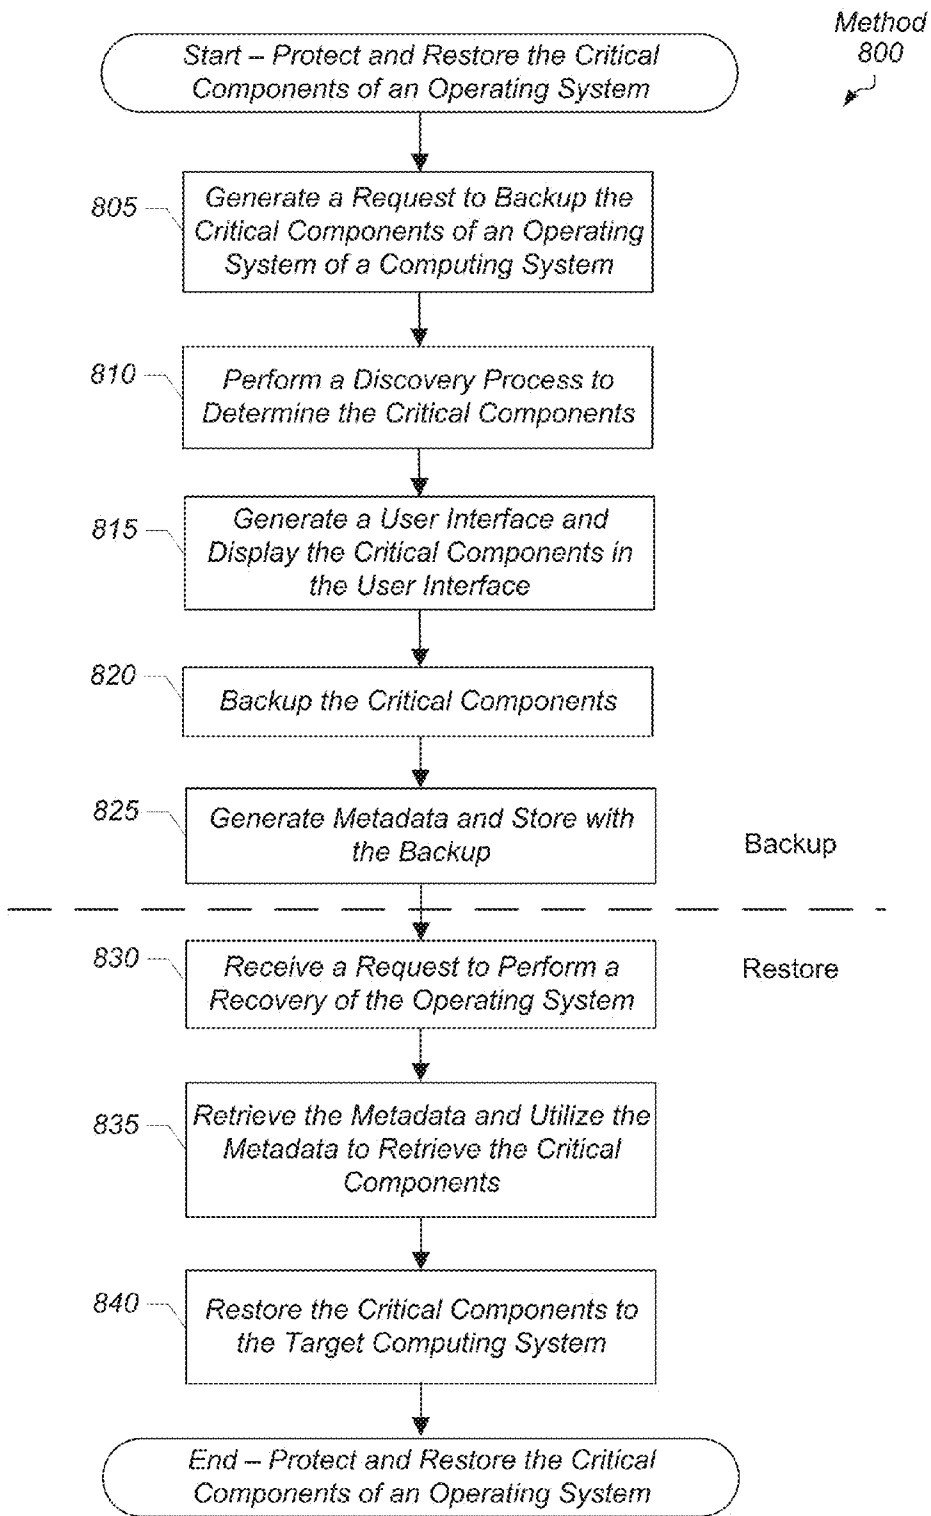 Method
800
Start – Protect and Restore the Critical
Components of an Operating System
805
Generate a Request to Backup the
Critical Components of an Operating
System of a Computing System
810
Perform a Discovery Process to
Determine the Critical Components
815
Generate a User Interface and
Display the Critical Components in
the User Interface
820
Backup the Critical Components
825
Generate Metadata and Store with
the Backup
Backup
830
Receive a Request to Perform a
Recovery of the Operating System
Restore
835
Retrieve the Metadata and Utilize the
Metadata to Retrieve the Critical
Components
840
Restore the Critical Components to
the Target Computing System
End – Protect and Restore the Critical
Components of an Operating System